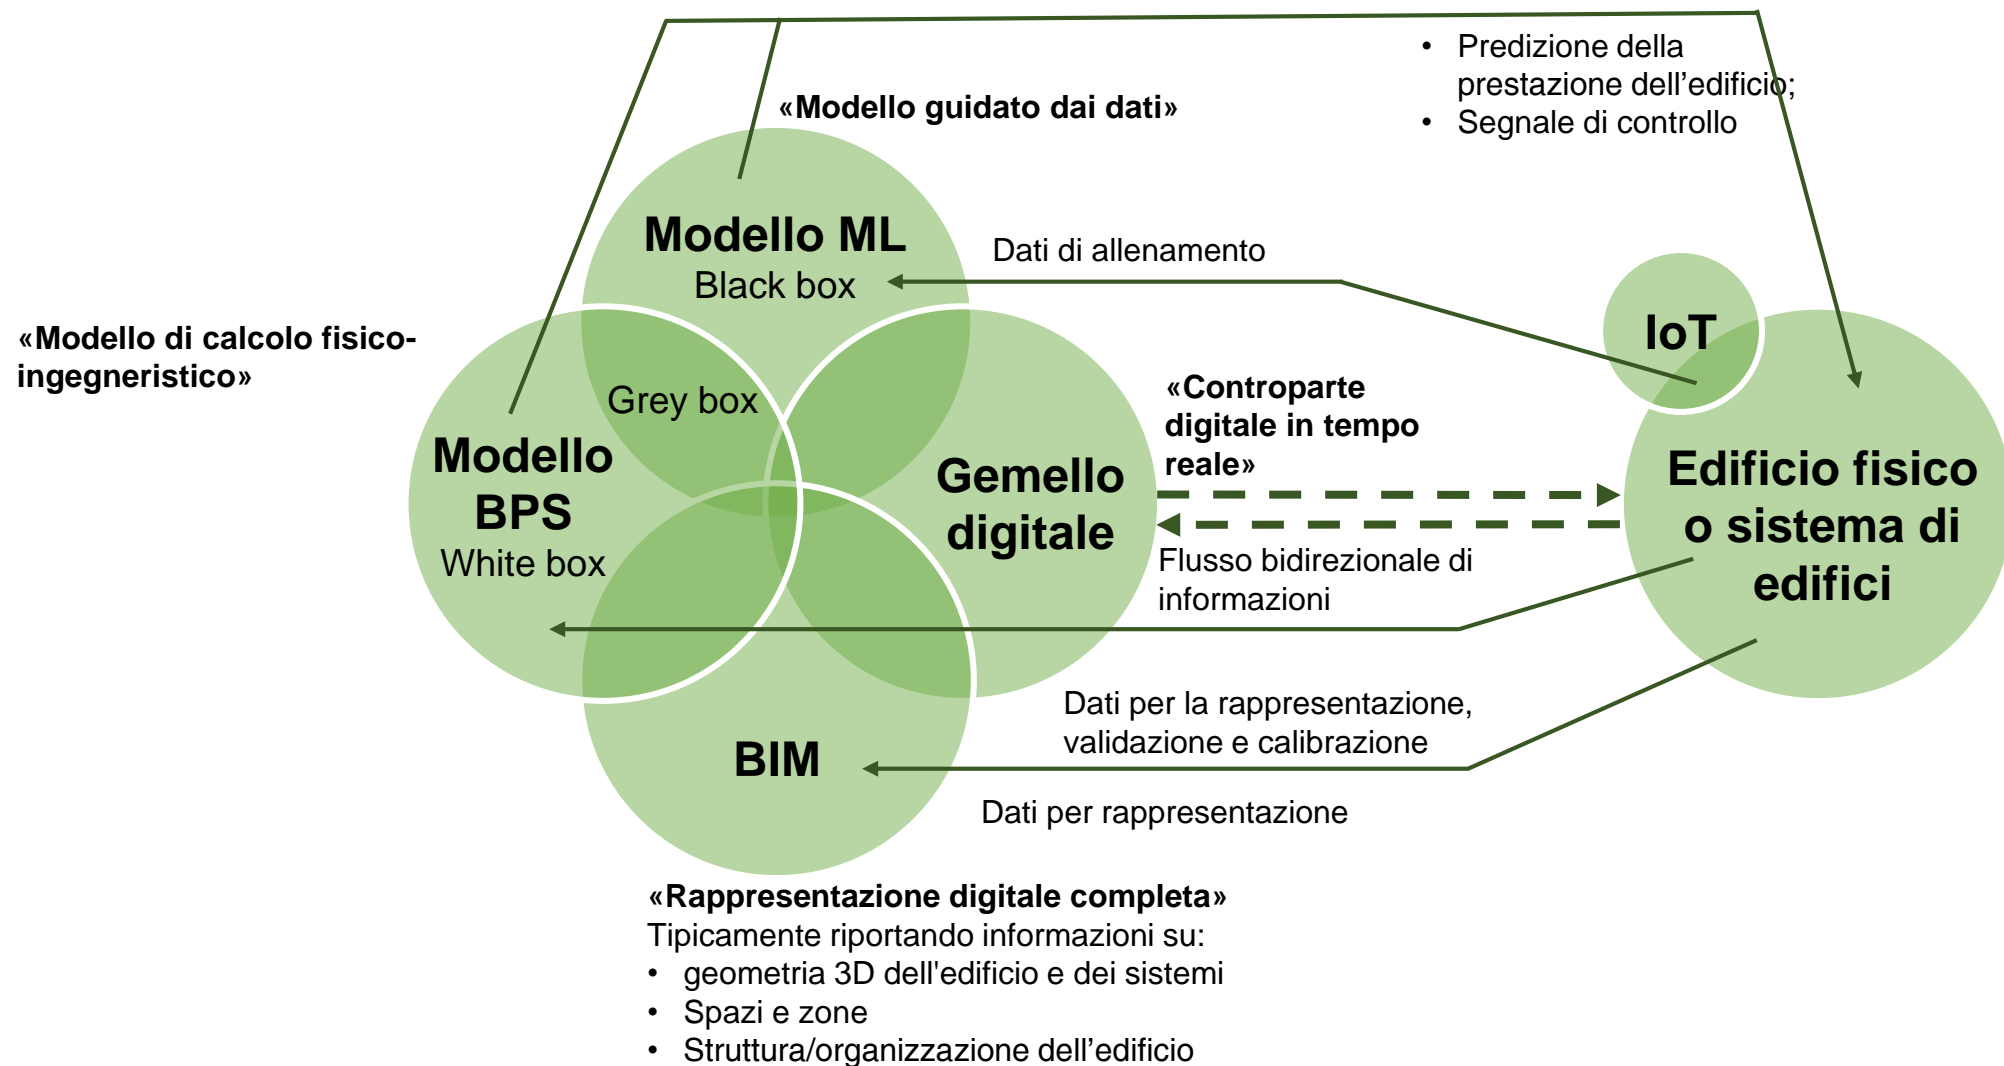 • Predizione della
prestazione dell’edificio;
• Segnale di controllo
«Modello guidato dai dati»
Modello ML
Black box
Dati di allenamento
«Modello di calcolo fisico-
ingegneristico»
IoT
Grey box
«Controparte
digitale in tempo
reale»
Modello
BPS
White box
Gemello
digitale
Edificio fisico
o sistema di
edifici
Flusso bidirezionale di
informazioni
Dati per la rappresentazione,
validazione e calibrazione
BIM
Dati per rappresentazione
«Rappresentazione digitale completa»
Tipicamente riportando informazioni su:
• geometria 3D dell'edificio e dei sistemi
• Spazi e zone
• Struttura/organizzazione dell’edificio